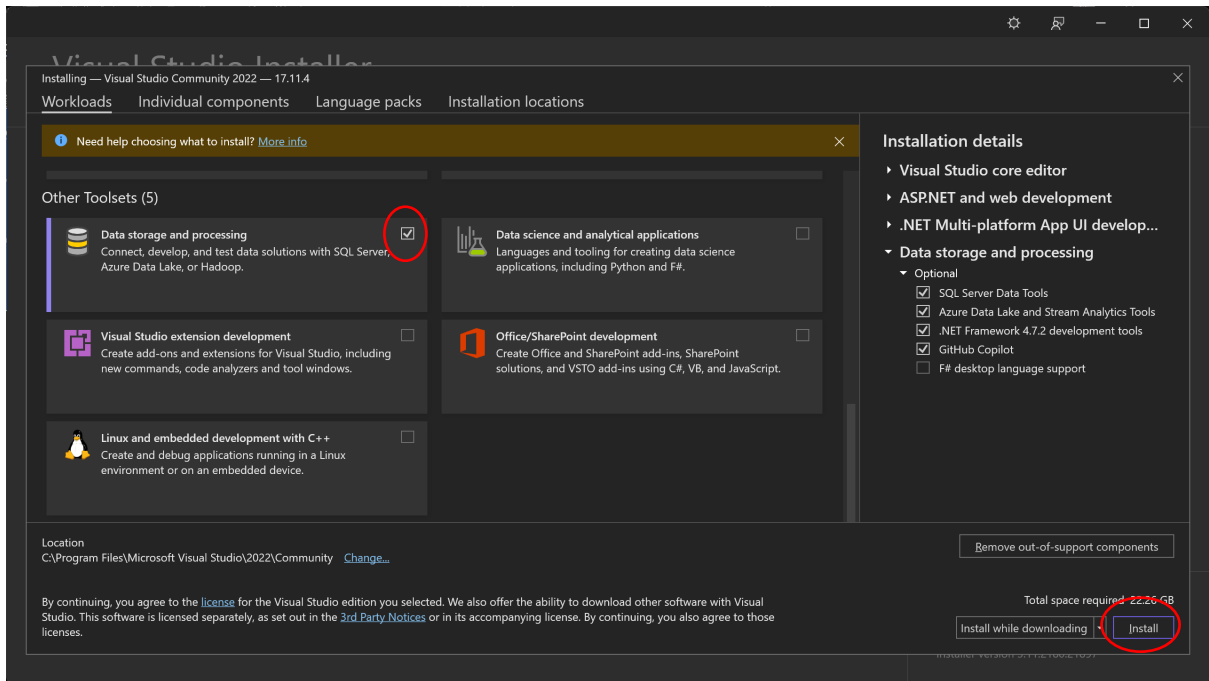 Visual Studio Installer
Installing — Visual Studio Community 2022 — 17.11.4
Workloads Individual components Language packs Installation locations
Need help choosing what to install? More info
Other Toolsets (5)
Data storage and processing
Connect, develop, and test data solutions with SQL Server,
Azure Data Lake, or Hadoop.
Data science and analytical applications
Languages and tooling for creating data science
applications, including Python and F#.
Visual Studio extension development
Create add-ons and extensions for Visual Studio, including
new commands, code analyzers and tool windows.
Office/SharePoint development
Create Office and SharePoint add-ins, SharePoint
solutions, and VSTO add-ins using C#, VB, and JavaScript.
Linux and embedded development with C++
Create and debug applications running in a Linux
environment or on an embedded device.
Installation details
Visual Studio core editor
ASP.NET and web development
.NET Multi-platform App UI develop...
Data storage and processing
Optional
SQL Server Data Tools
Azure Data Lake and Stream Analytics Tools
.NET Framework 4.7.2 development tools
GitHub Copilot
F# desktop language support
Location
C:\Program Files\Microsoft Visual Studio\2022\Community Change...
Remove out-of-support components
By continuing, you agree to the license for the Visual Studio edition you selected. We also offer the ability to download other software with Visual
Studio. This software is licensed separately, as set out in the 3rd Party Notices or in its accompanying license. By continuing, you also agree to those
licenses.
Total space required 22.26 GB
Install while downloading Install